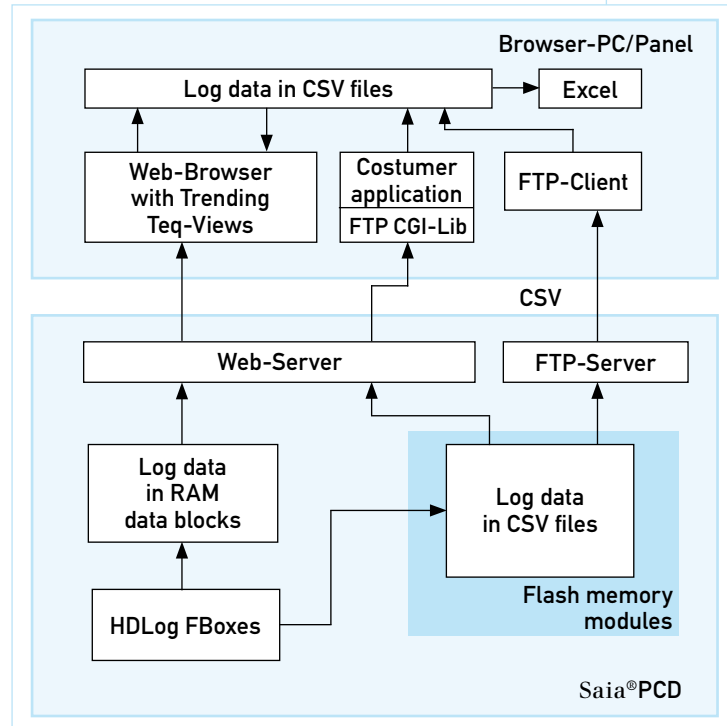 Browser-PC/Panel
Log data in CSV files
Excel
Web-Browser
with Trending
Teq-Views
Costumer
application
FTP CGI-Lib
FTP-Client
CSV
Web-Server
FTP-Server
Log data
in RAM
data blocks
Log data
in CSV files
HDLog FBoxes
Flash memory
modules
Saia®PCD